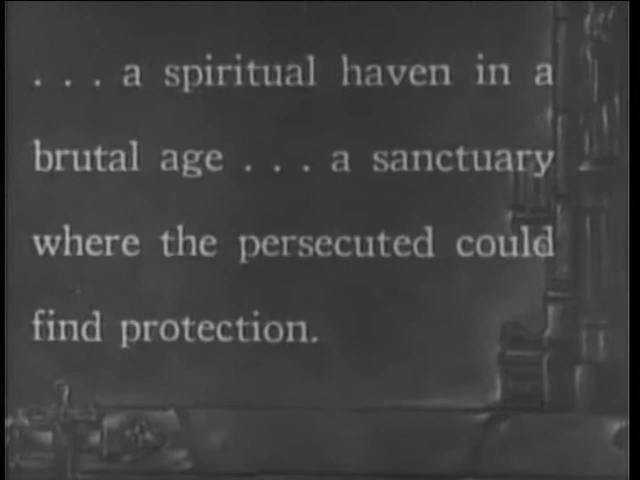 . . . a spiritual haven in a
brutal age . . . a sanctuary
where the persecuted could
find protection.